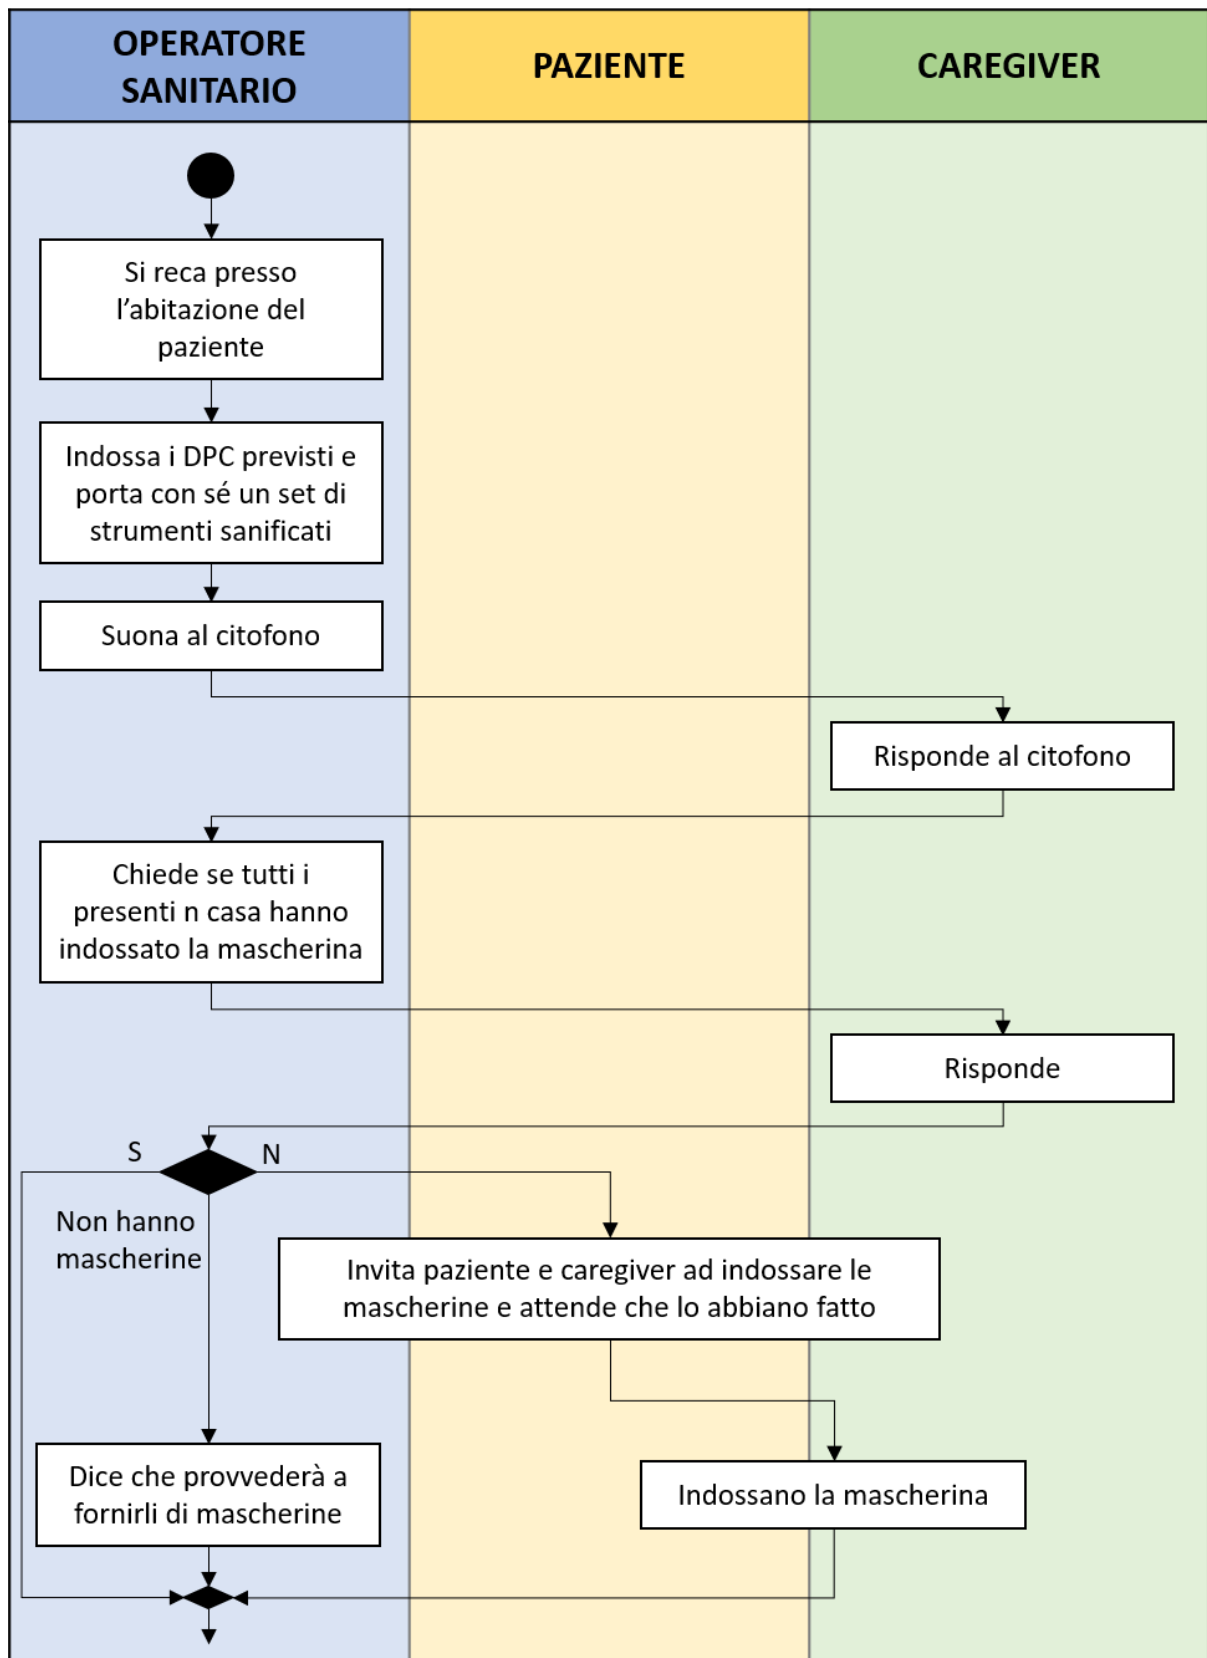 OPERATORE
SANITARIO
PAZIENTE
CAREGIVER
Si reca presso
l’abitazione del
paziente
Indossa i DPC previsti e
porta con sé un set di
strumenti sanificati
Suona al citofono
Risponde al citofono
Chiede se tutti i
presenti n casa hanno
indossato la mascherina
Risponde
S
N
Non hanno
mascherine
Invita paziente e caregiver ad indossare le
mascherine e attende che lo abbiano fatto
Dice che provvederà a
fornirli di mascherine
Indossano la mascherina